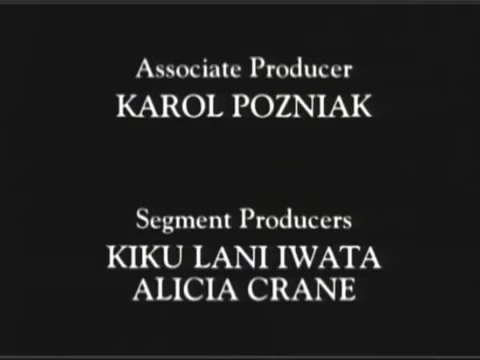 Associate Producer
KAROL POZNIAK
Segment Producers
KIKU LANI IWATA
ALICIA CRANE